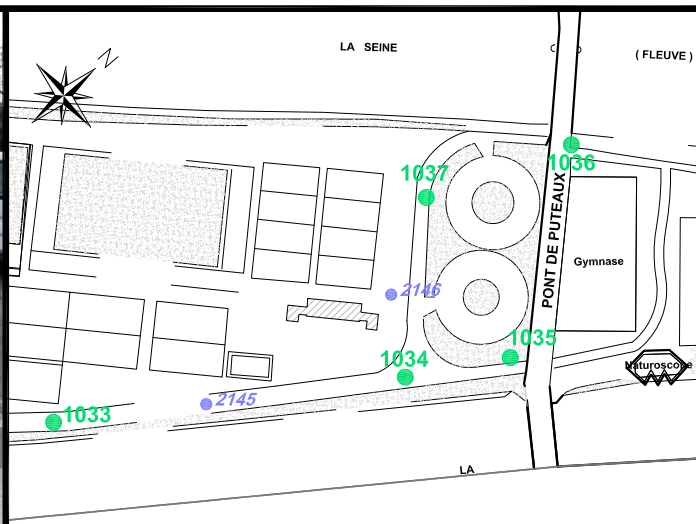 N
LA SEINE
( FLEUVE )
1036
1037
PONT DE PUTEAUX
Gymnase
2146
1035
1034
Naturoscope
2145
1033
LA